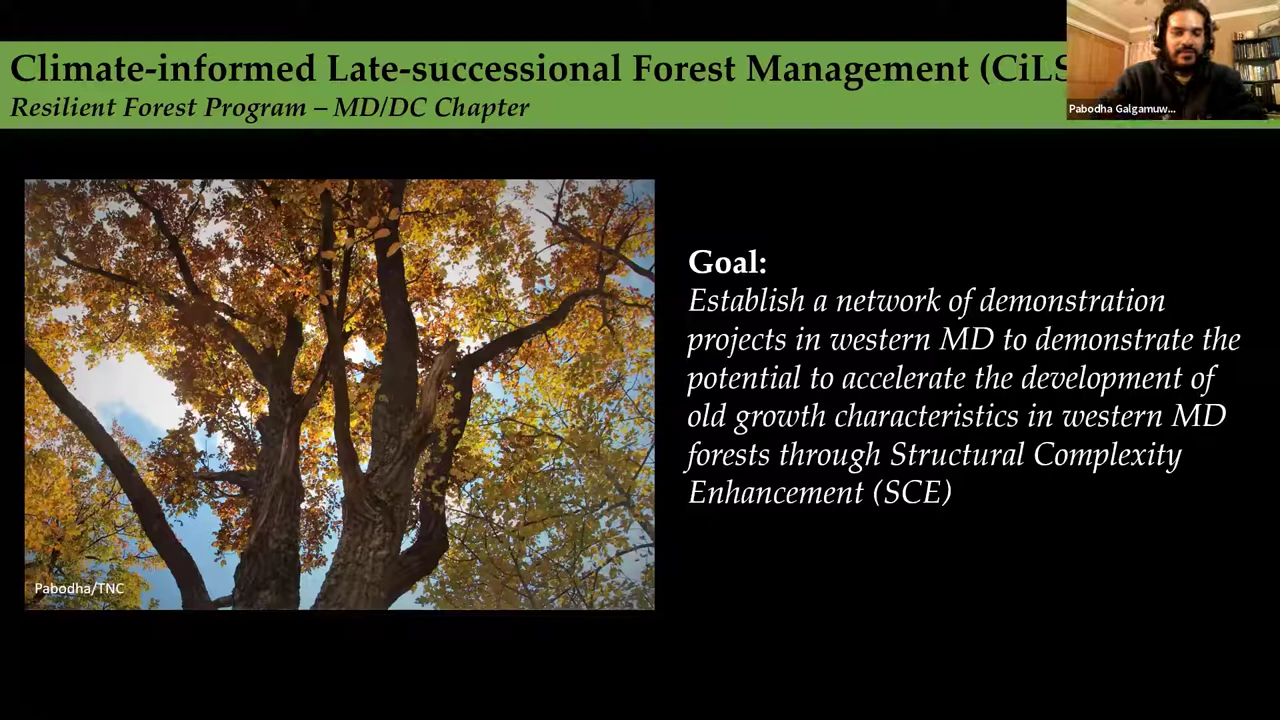 Climate-informed Late-successional Forest Management (CiLS
Resilient Forest Program – MD/DC Chapter
Pabodha Galgamuw...
Goal:
Establish a network of demonstration
projects in western MD to demonstrate the
potential to accelerate the development of
old growth characteristics in western MD
forests through Structural Complexity
Enhancement (SCE)
Pabodha/TNC